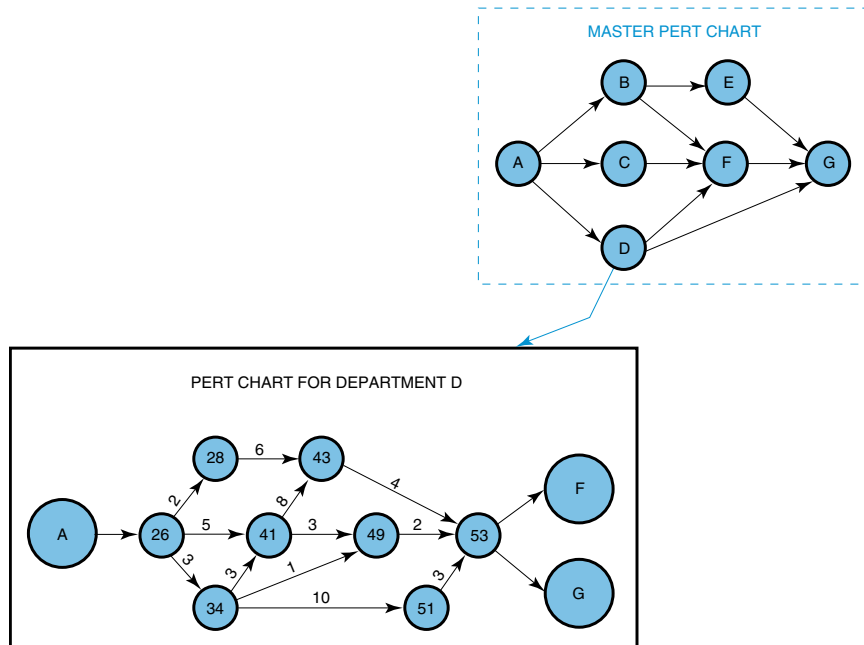 MASTER PERT CHART
B E
A C F G
D
PERT CHART FOR DEPARTMENT D
28 6 43
2 8 4 F
A 26 5 41 3 49 2 53
3 3 1 3 G
34 10 51